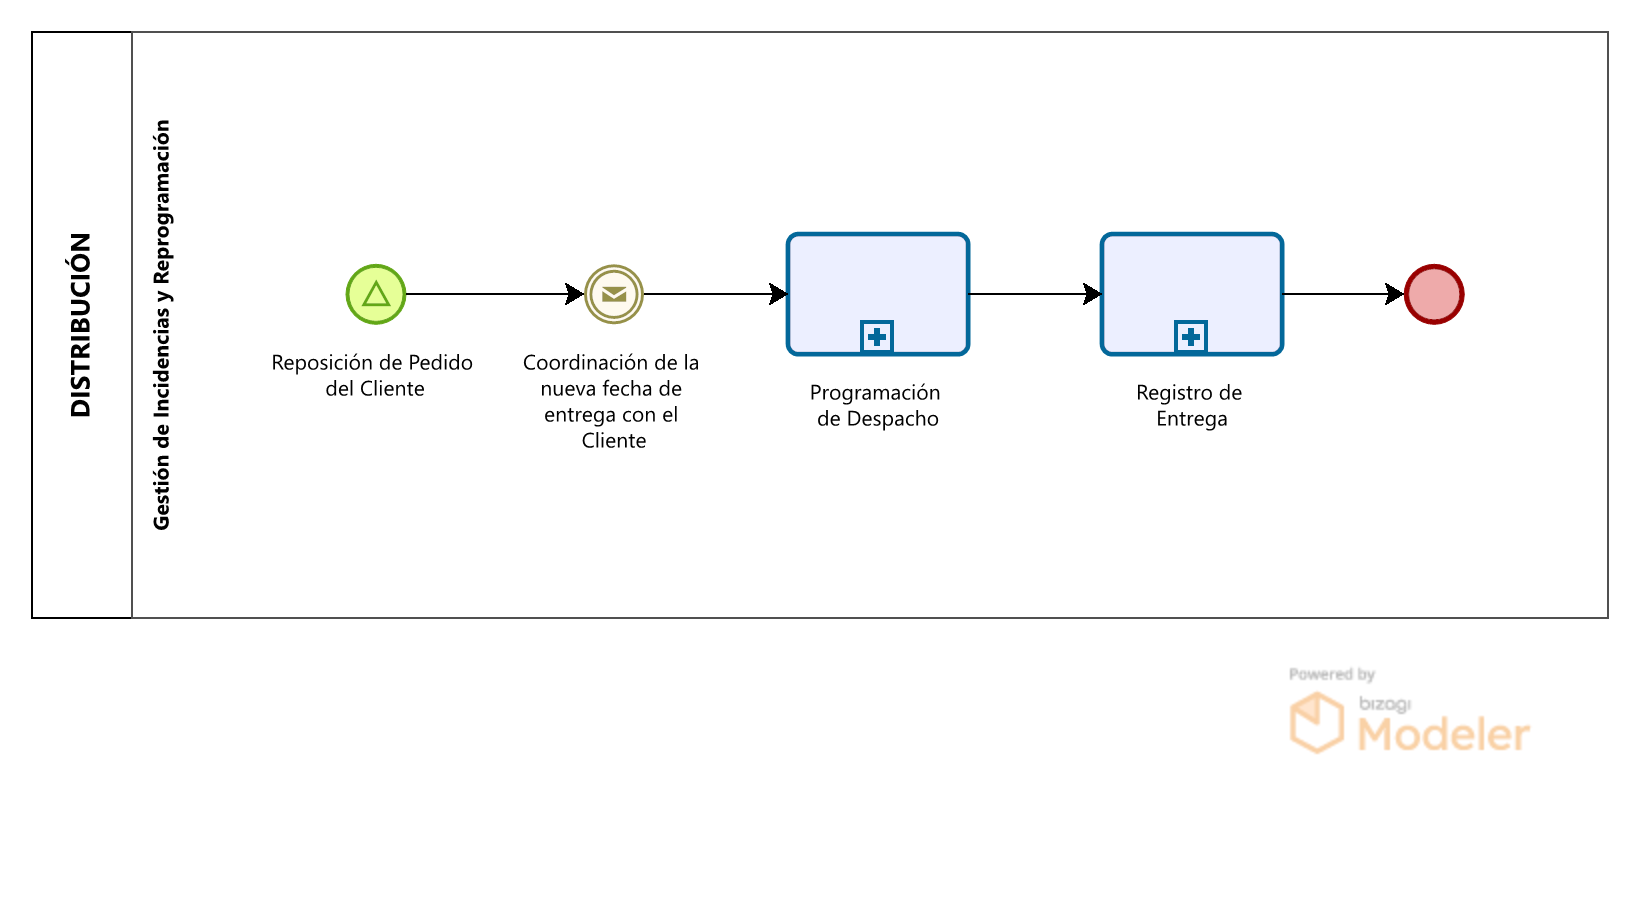 DISTRIBUCIÓN
Gestión de Incidencias y Reprogramación
Reposición de Pedido
del Cliente
Coordinación de la
nueva fecha de
entrega con el
Cliente
Programación
de Despacho
Registro de
Entrega
Powered by
bizagi
Modeler